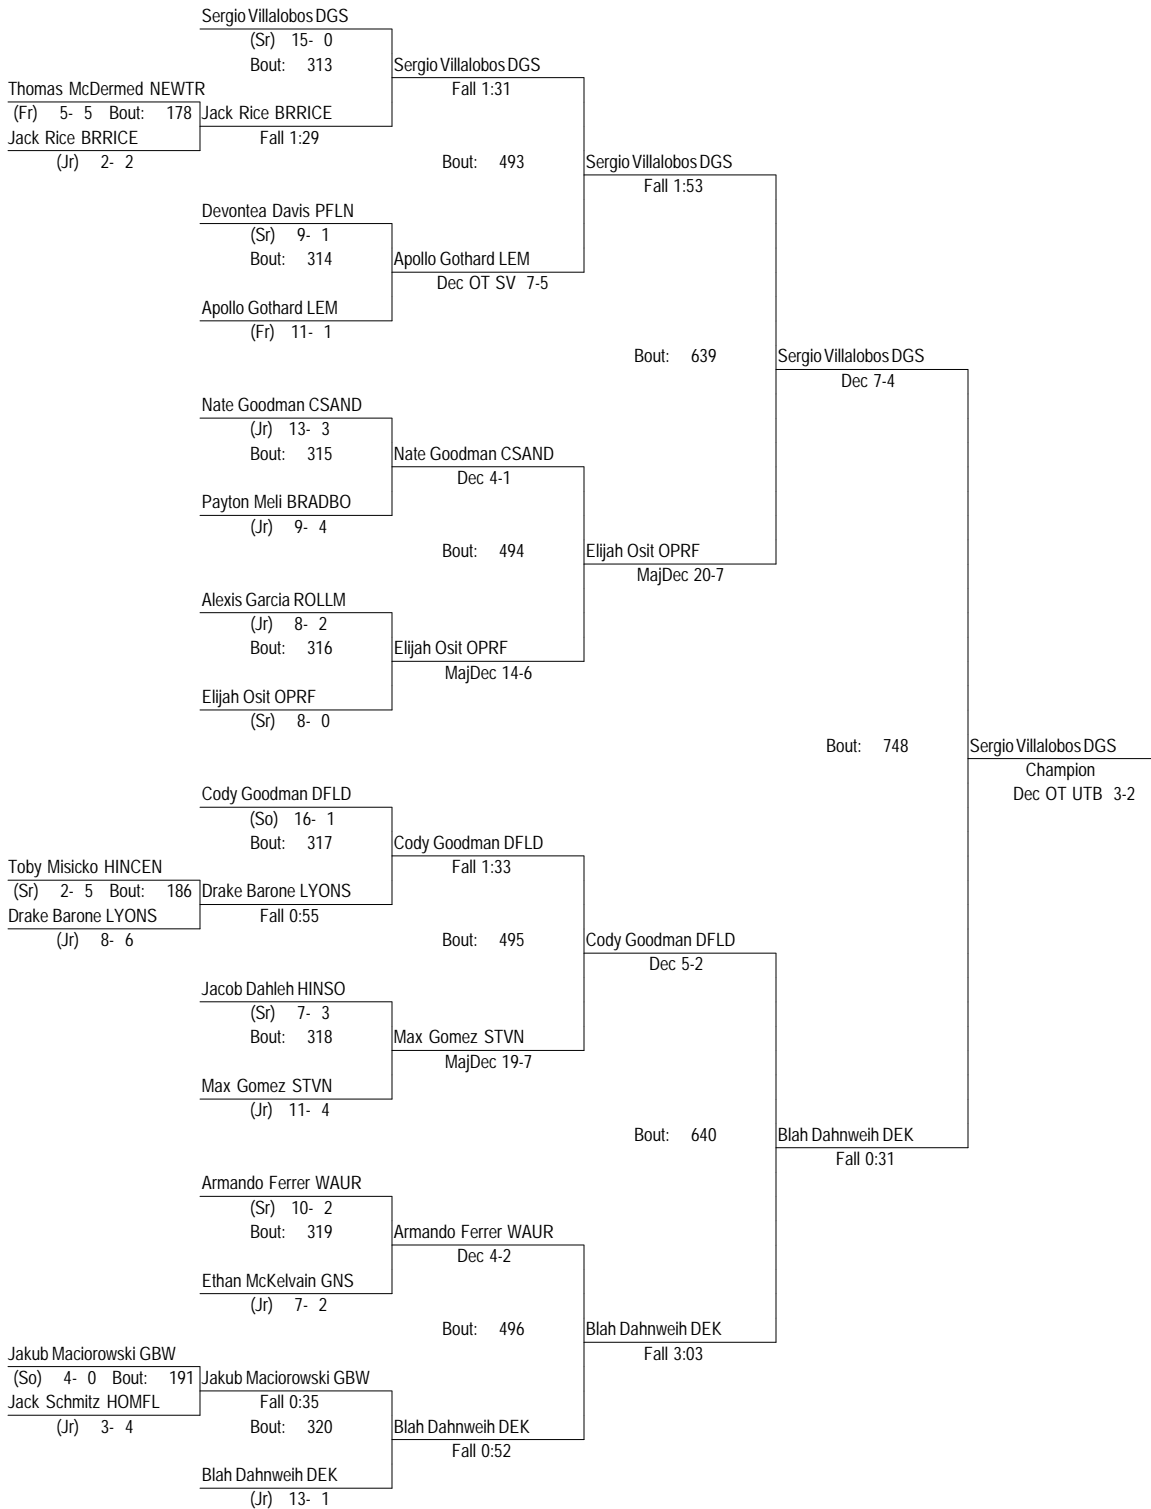 Sergio Villalobos DGS
(Sr) 15- 0
Bout: 313
Sergio Villalobos DGS
Fall 1:31
Thomas McDermed NEWTR
(Fr) 5- 5 Bout: 178
Jack Rice BRRICE
Jack Rice BRRICE
Fall 1:29
(Jr) 2- 2
Bout: 493
Sergio Villalobos DGS
Fall 1:53
Devontea Davis PFLN
(Sr) 9- 1
Bout: 314
Apollo Gothard LEM
Dec OT SV 7-5
Apollo Gothard LEM
(Fr) 11- 1
Bout: 639
Sergio Villalobos DGS
Dec 7-4
Nate Goodman CSAND
(Jr) 13- 3
Bout: 315
Nate Goodman CSAND
Dec 4-1
Payton Meli BRADBO
(Jr) 9- 4
Bout: 494
Elijah Osit OPRF
MajDec 20-7
Alexis Garcia ROLLM
(Jr) 8- 2
Bout: 316
Elijah Osit OPRF
MajDec 14-6
Elijah Osit OPRF
(Sr) 8- 0
Bout: 748
Sergio Villalobos DGS
Champion
Dec OT UTB 3-2
Cody Goodman DFLD
(So) 16- 1
Bout: 317
Cody Goodman DFLD
Fall 1:33
Toby Misicko HINCEN
(Sr) 2- 5 Bout: 186
Drake Barone LYONS
Drake Barone LYONS
Fall 0:55
(Jr) 8- 6
Bout: 495
Cody Goodman DFLD
Dec 5-2
Jacob Dahleh HINSO
(Sr) 7- 3
Bout: 318
Max Gomez STVN
MajDec 19-7
Max Gomez STVN
(Jr) 11- 4
Bout: 640
Blah Dahnweih DEK
Fall 0:31
Armando Ferrer WAUR
(Sr) 10- 2
Bout: 319
Armando Ferrer WAUR
Dec 4-2
Ethan McKelvain GNS
(Jr) 7- 2
Bout: 496
Blah Dahnweih DEK
Fall 3:03
Jakub Maciorowski GBW
(So) 4- 0 Bout: 191
Jakub Maciorowski GBW
Jack Schmitz HOMFL
Fall 0:35
(Jr) 3- 4
Bout: 320
Blah Dahnweih DEK
Fall 0:52
Blah Dahnweih DEK
(Jr) 13- 1